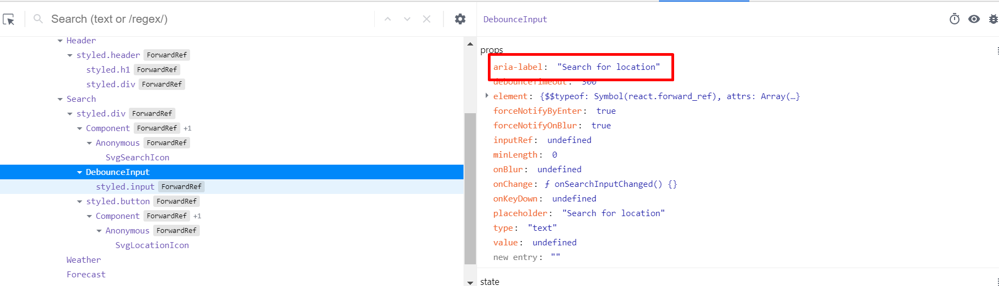 Search (text or /regex/)
Header
styled.header ForwardRef
styled.h1 ForwardRef
styled.div ForwardRef
Search
styled.div ForwardRef
Component ForwardRef +1
Anonymous ForwardRef
SvgSearchIcon
DebounceInput
styled.input ForwardRef
styled.button ForwardRef
Component ForwardRef +1
Anonymous ForwardRef
SvgLocationIcon
Weather
Forecast
DebounceInput
props
aria-label: "Search for location"
debounceTimeout: 300
element: {$$typeof: Symbol(react.forward_ref), attrs: Array(…}
forceNotifyByEnter: true
forceNotifyOnBlur: true
inputRef: undefined
minLength: 0
onBlur: undefined
onChange: ƒ onSearchInputChanged() {}
onKeyDown: undefined
placeholder: "Search for location"
type: "text"
value: undefined
new entry: ""
state